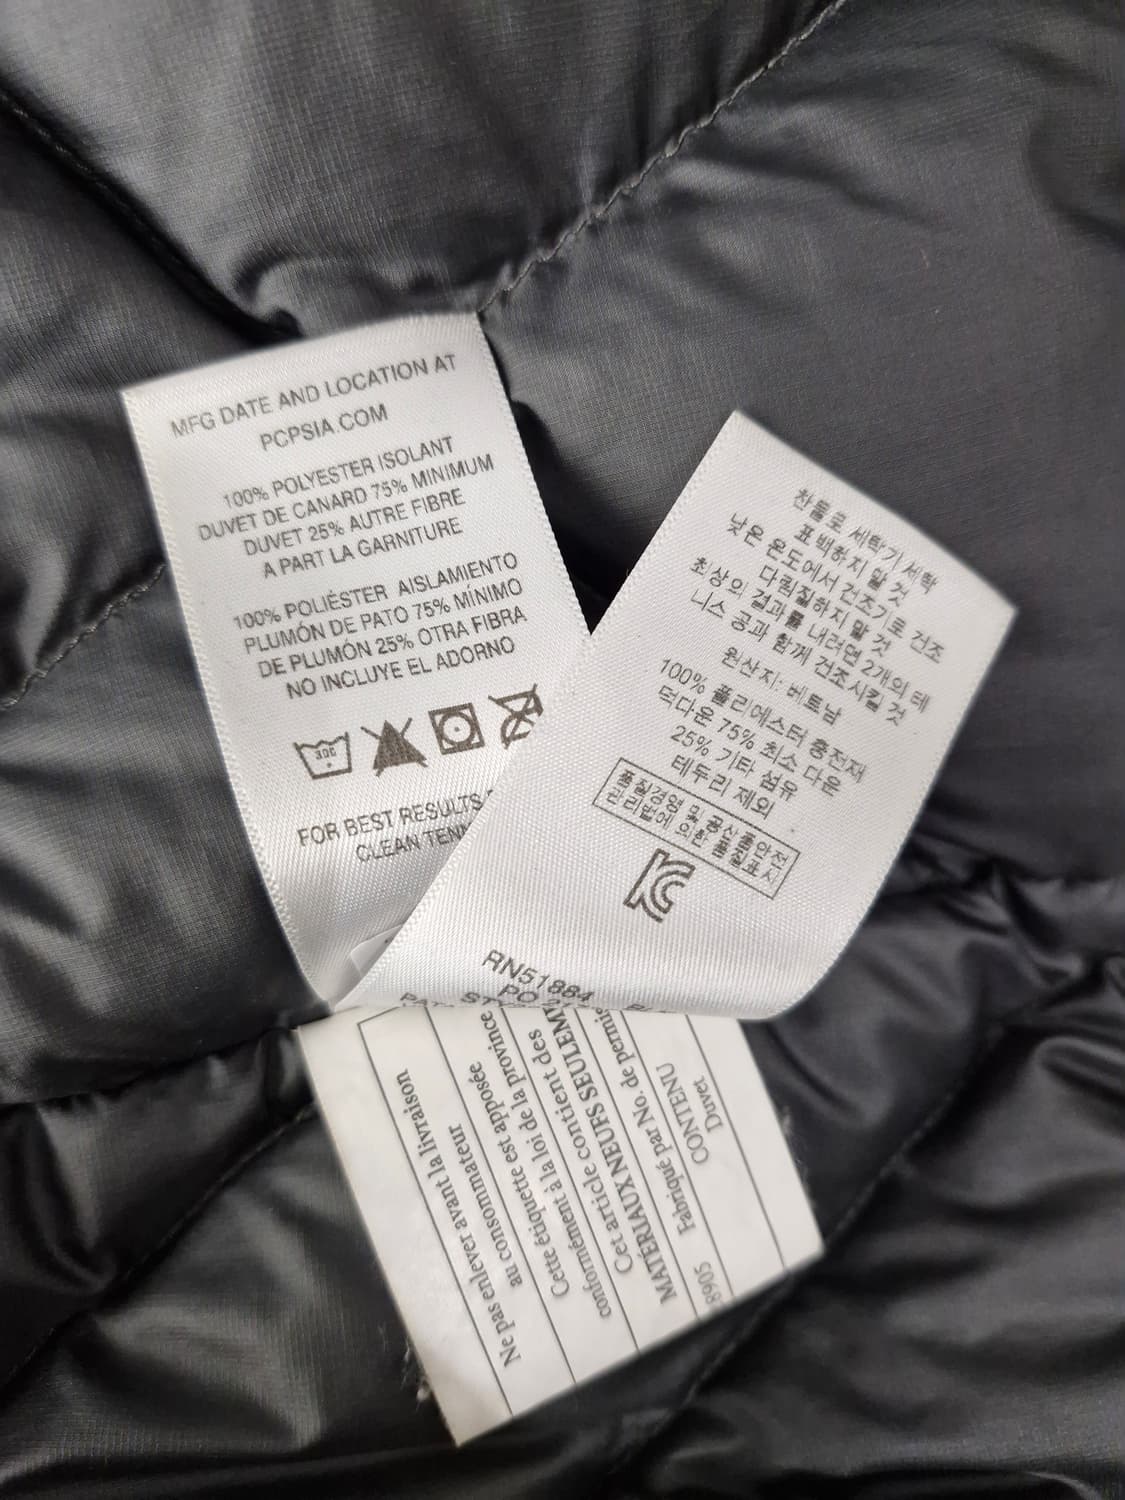 MFG DATE AND LOCATION AT
PCPSIA.COM
100% POLYESTER ISOLANT
DUVET DE CANARD 75% MINIMUM
DUVET 25% AUTRE FIBRE
A PART LA GARNITURE
100% POLIÉSTER AISLAMIENTO
PLUMÓN DE PATO 75% MÍNIMO
DE PLUMÓN 25% OTRA FIBRA
NO INCLUYE EL ADORNO
30C
FOR BEST RESULTS
CLEAN TENN
찬물로 세탁기 세탁
표백하지 말 것
낮은 온도에서 건조기로 건조
다림질하지 말 것
최상의 결과를 내려면 2개의 테
니스 공과 함께 건조시킬 것
원산지: 베트남
100% 폴리에스터 충전재
덕다운 75% 최소 다운
25% 기타 섬유
테두리 제외
품질경영 및 공산품안전
관리법에 의한 품질표시
RN51884
PO
Ne pas enlever avant la livraison
au consommateur
Cette étiquette est apposée
conformément à la loi de la province
Cet article contient des
MATÉRIAUX NEUFS SEULEM
Fabriqué par No. de permis
8905
CONTENU
Duvet